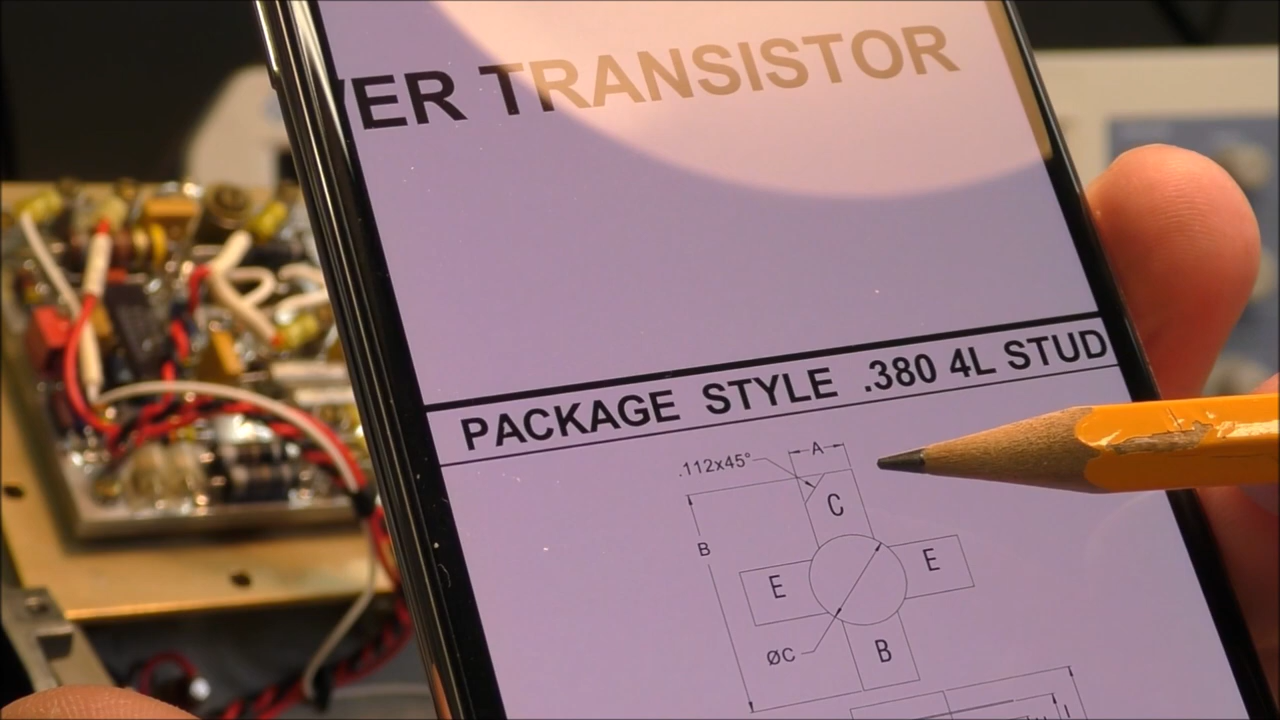 VER TRANSISTOR
PACKAGE STYLE .380 4L STUD
A
.112x45°
C
B
E
E
ØC
B